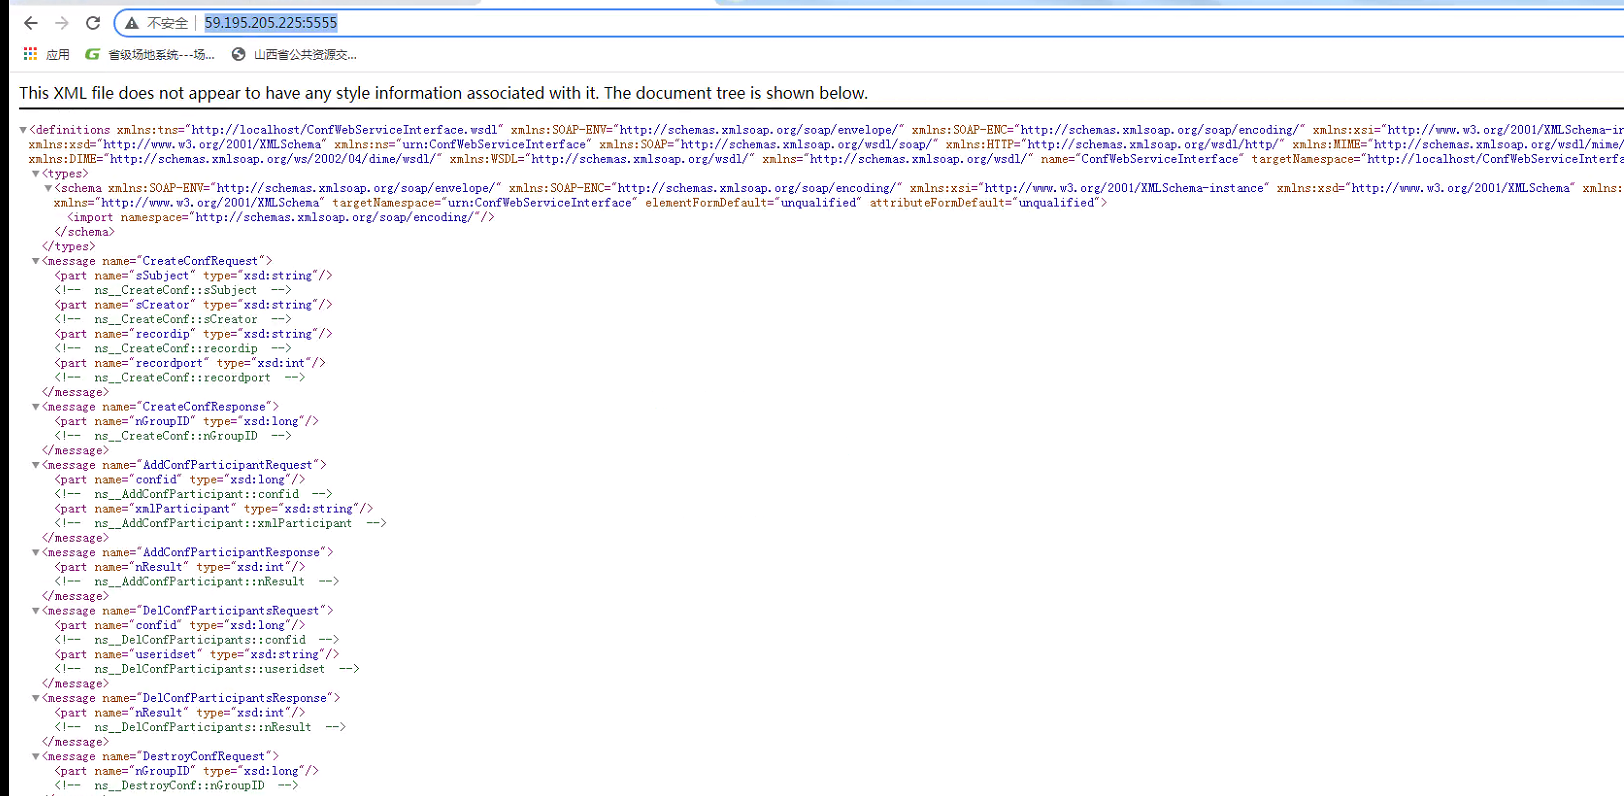 不安全 59.195.205.225:5555
应用 省级场地系统---场... 山西省公共资源交...
This XML file does not appear to have any style information associated with it. The document tree is shown below.
▼<definitions xmlns:tns="http://localhost/ConfWebServiceInterface.wsdl" xmlns:SOAP-ENV="http://schemas.xmlsoap.org/soap/envelope/" xmlns:SOAP-ENC="http://schemas.xmlsoap.org/soap/encoding/" xmlns:xsi="http://www.w3.org/2001/XMLSchema-in
xmlns:xsd="http://www.w3.org/2001/XMLSchema" xmlns:ns="urn:ConfWebServiceInterface" xmlns:SOAP="http://schemas.xmlsoap.org/wsdl/soap/" xmlns:HTTP="http://schemas.xmlsoap.org/wsdl/http/" xmlns:MIME="http://schemas.xmlsoap.org/wsdl/mime/
xmlns:DIME="http://schemas.xmlsoap.org/ws/2002/04/dime/wsdl/" xmlns:WSDL="http://schemas.xmlsoap.org/wsdl/" xmlns="http://schemas.xmlsoap.org/wsdl/" name="ConfWebServiceInterface" targetNamespace="http://localhost/ConfWebServiceInterfa
▼<types>
▼<schema xmlns:SOAP-ENV="http://schemas.xmlsoap.org/soap/envelope/" xmlns:SOAP-ENC="http://schemas.xmlsoap.org/soap/encoding/" xmlns:xsi="http://www.w3.org/2001/XMLSchema-instance" xmlns:xsd="http://www.w3.org/2001/XMLSchema" xmlns:
xmlns="http://www.w3.org/2001/XMLSchema" targetNamespace="urn:ConfWebServiceInterface" elementFormDefault="unqualified" attributeFormDefault="unqualified">
<import namespace="http://schemas.xmlsoap.org/soap/encoding/"/>
</schema>
</types>
▼<message name="CreateConfRequest">
<part name="sSubject" type="xsd:string"/>
<!-- ns__CreateConf::sSubject -->
<part name="sCreator" type="xsd:string"/>
<!-- ns__CreateConf::sCreator -->
<part name="recordip" type="xsd:string"/>
<!-- ns__CreateConf::recordip -->
<part name="recordport" type="xsd:int"/>
<!-- ns__CreateConf::recordport -->
</message>
▼<message name="CreateConfResponse">
<part name="nGroupID" type="xsd:long"/>
<!-- ns__CreateConf::nGroupID -->
</message>
▼<message name="AddConfParticipantRequest">
<part name="confid" type="xsd:long"/>
<!-- ns__AddConfParticipant::confid -->
<part name="xmlParticipant" type="xsd:string"/>
<!-- ns__AddConfParticipant::xmlParticipant -->
</message>
▼<message name="AddConfParticipantResponse">
<part name="nResult" type="xsd:int"/>
<!-- ns__AddConfParticipant::nResult -->
</message>
▼<message name="DelConfParticipantsRequest">
<part name="confid" type="xsd:long"/>
<!-- ns__DelConfParticipants::confid -->
<part name="useridset" type="xsd:string"/>
<!-- ns__DelConfParticipants::useridset -->
</message>
▼<message name="DelConfParticipantsResponse">
<part name="nResult" type="xsd:int"/>
<!-- ns__DelConfParticipants::nResult -->
</message>
▼<message name="DestroyConfRequest">
<part name="nGroupID" type="xsd:long"/>
<!-- ns__DestroyConf::nGroupID -->